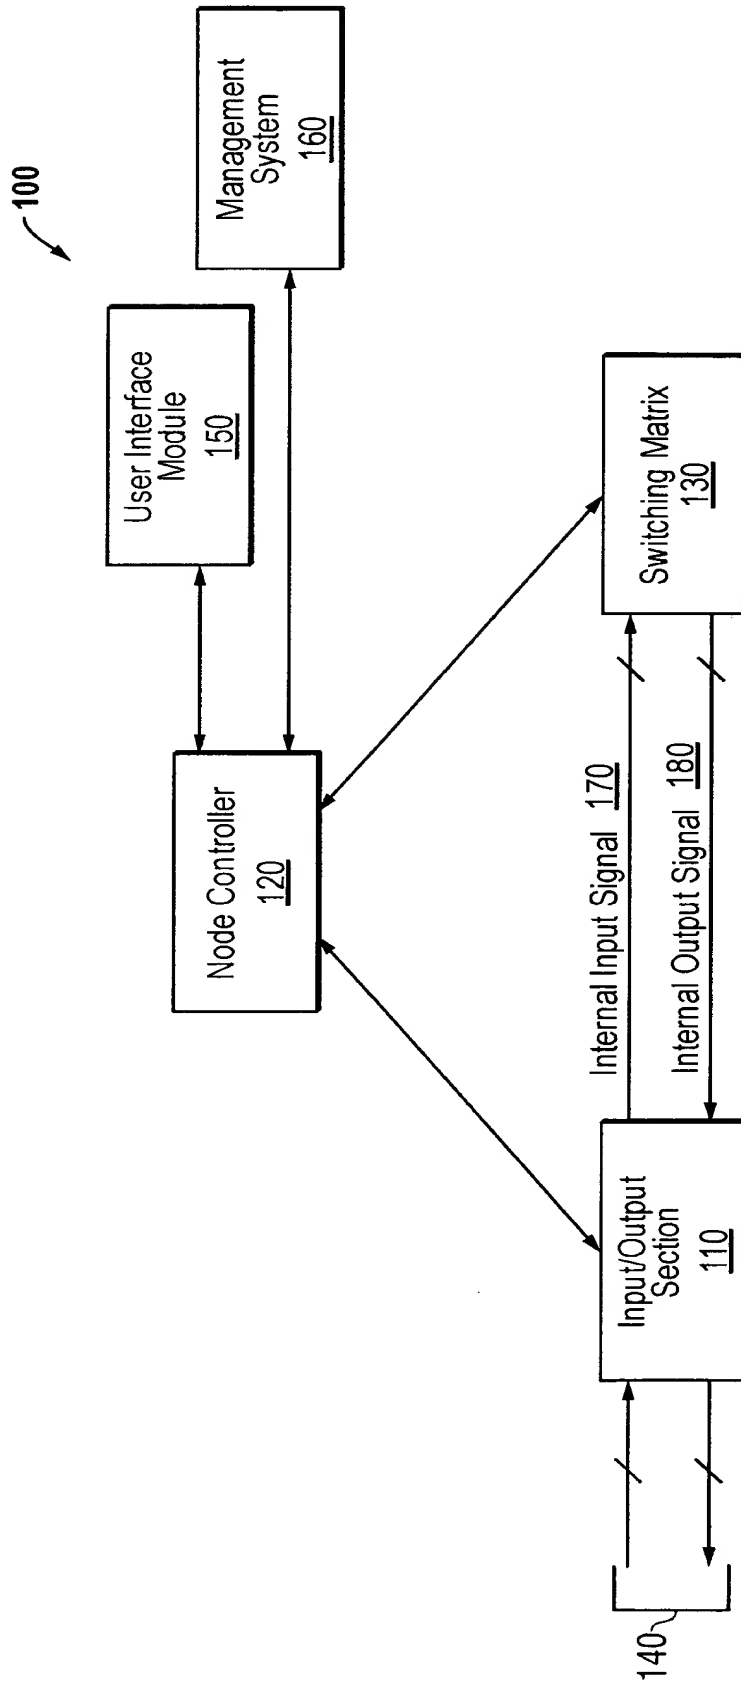 100
Management
System
160
User Interface
Module
150
Node Controller
120
Switching Matrix
130
Internal Input Signal 170
Internal Output Signal 180
Input/Output
Section
110
140